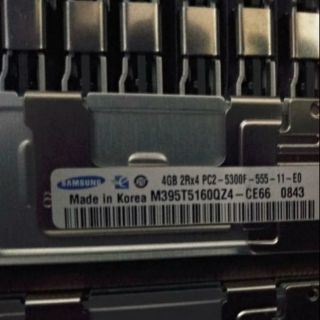 SAMSUNG 4GB 2Rx4 PC2-5300F-555-11-E0
Made in Korea M395T5160QZ4-CE66 0843